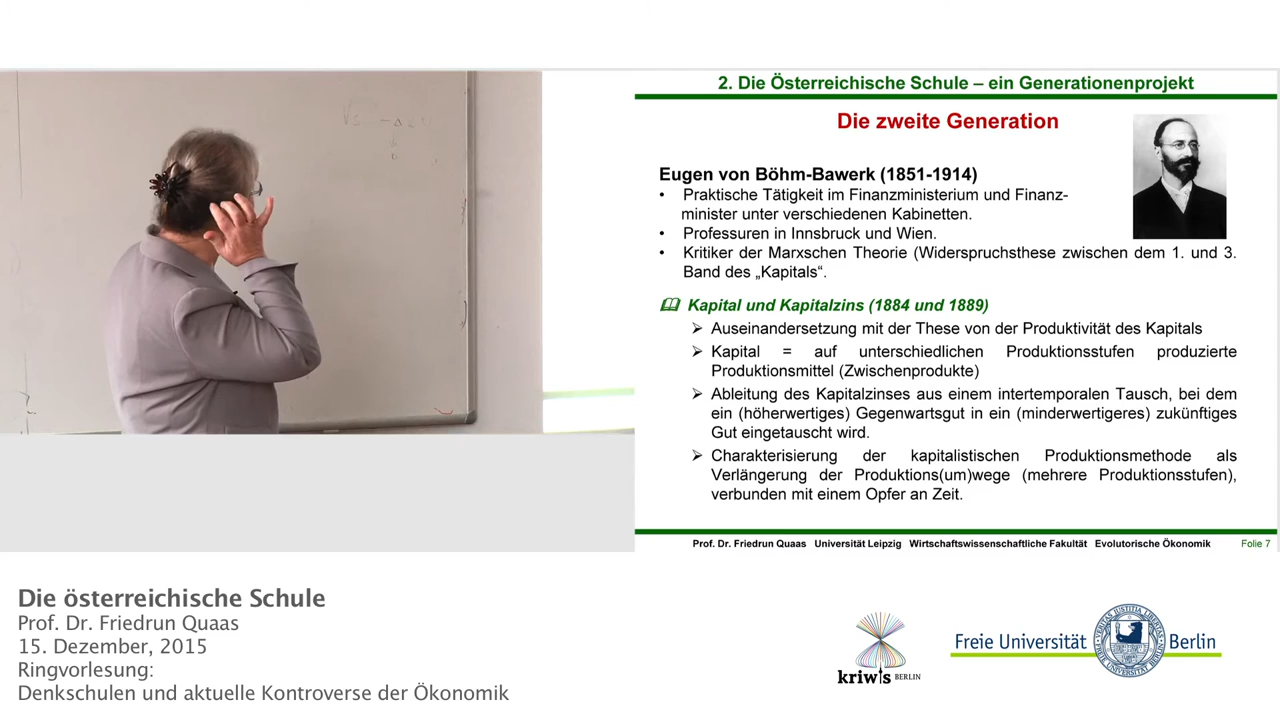 2. Die Österreichische Schule – ein Generationenprojekt
Die zweite Generation
Eugen von Böhm-Bawerk (1851-1914)
• Praktische Tätigkeit im Finanzministerium und Finanz-
minister unter verschiedenen Kabinetten.
• Professuren in Innsbruck und Wien.
• Kritiker der Marxschen Theorie (Widerspruchsthese zwischen dem 1. und 3.
Band des „Kapitals“.
Kapital und Kapitalzins (1884 und 1889)
➢ Auseinandersetzung mit der These von der Produktivität des Kapitals
➢ Kapital = auf unterschiedlichen Produktionsstufen produzierte
Produktionsmittel (Zwischenprodukte)
➢ Ableitung des Kapitalzinses aus einem intertemporalen Tausch, bei dem
ein (höherwertiges) Gegenwartsgut in ein (minderwertigeres) zukünftiges
Gut eingetauscht wird.
➢ Charakterisierung der kapitalistischen Produktionsmethode als
Verlängerung der Produktions(um)wege (mehrere Produktionsstufen),
verbunden mit einem Opfer an Zeit.
Prof. Dr. Friedrun Quaas Universität Leipzig Wirtschaftswissenschaftliche Fakultät Evolutorische Ökonomik Folie 7
Die österreichische Schule
Prof. Dr. Friedrun Quaas
15. Dezember, 2015
Ringvorlesung:
Denkschulen und aktuelle Kontroverse der Ökonomik
kriwis BERLIN
Freie Universität Berlin